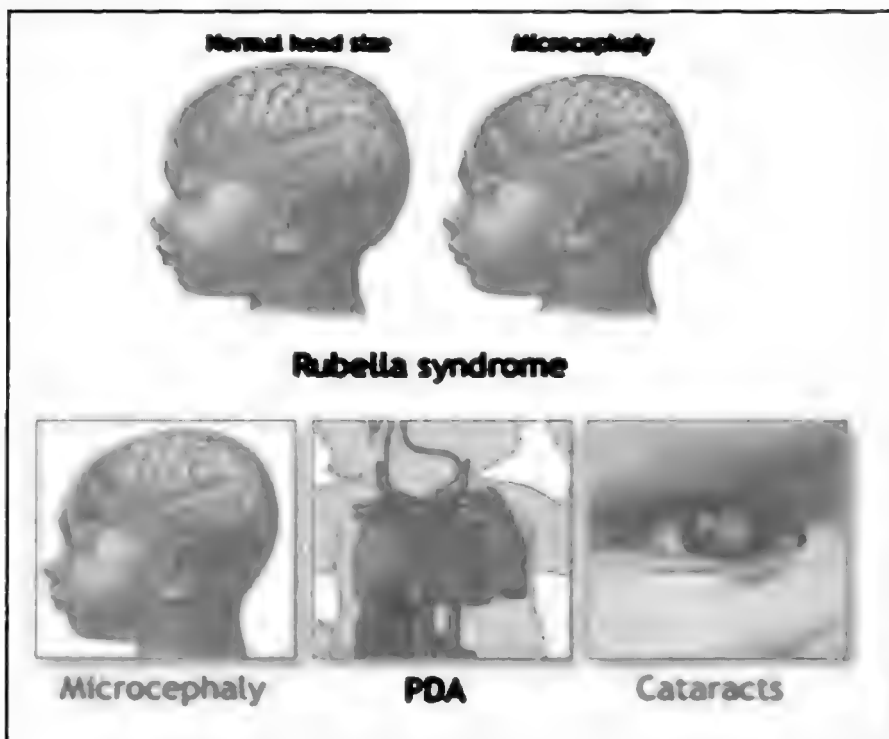 Normal head size Microcephaly
Rubella syndrome
Microcephaly PDA Cataracts